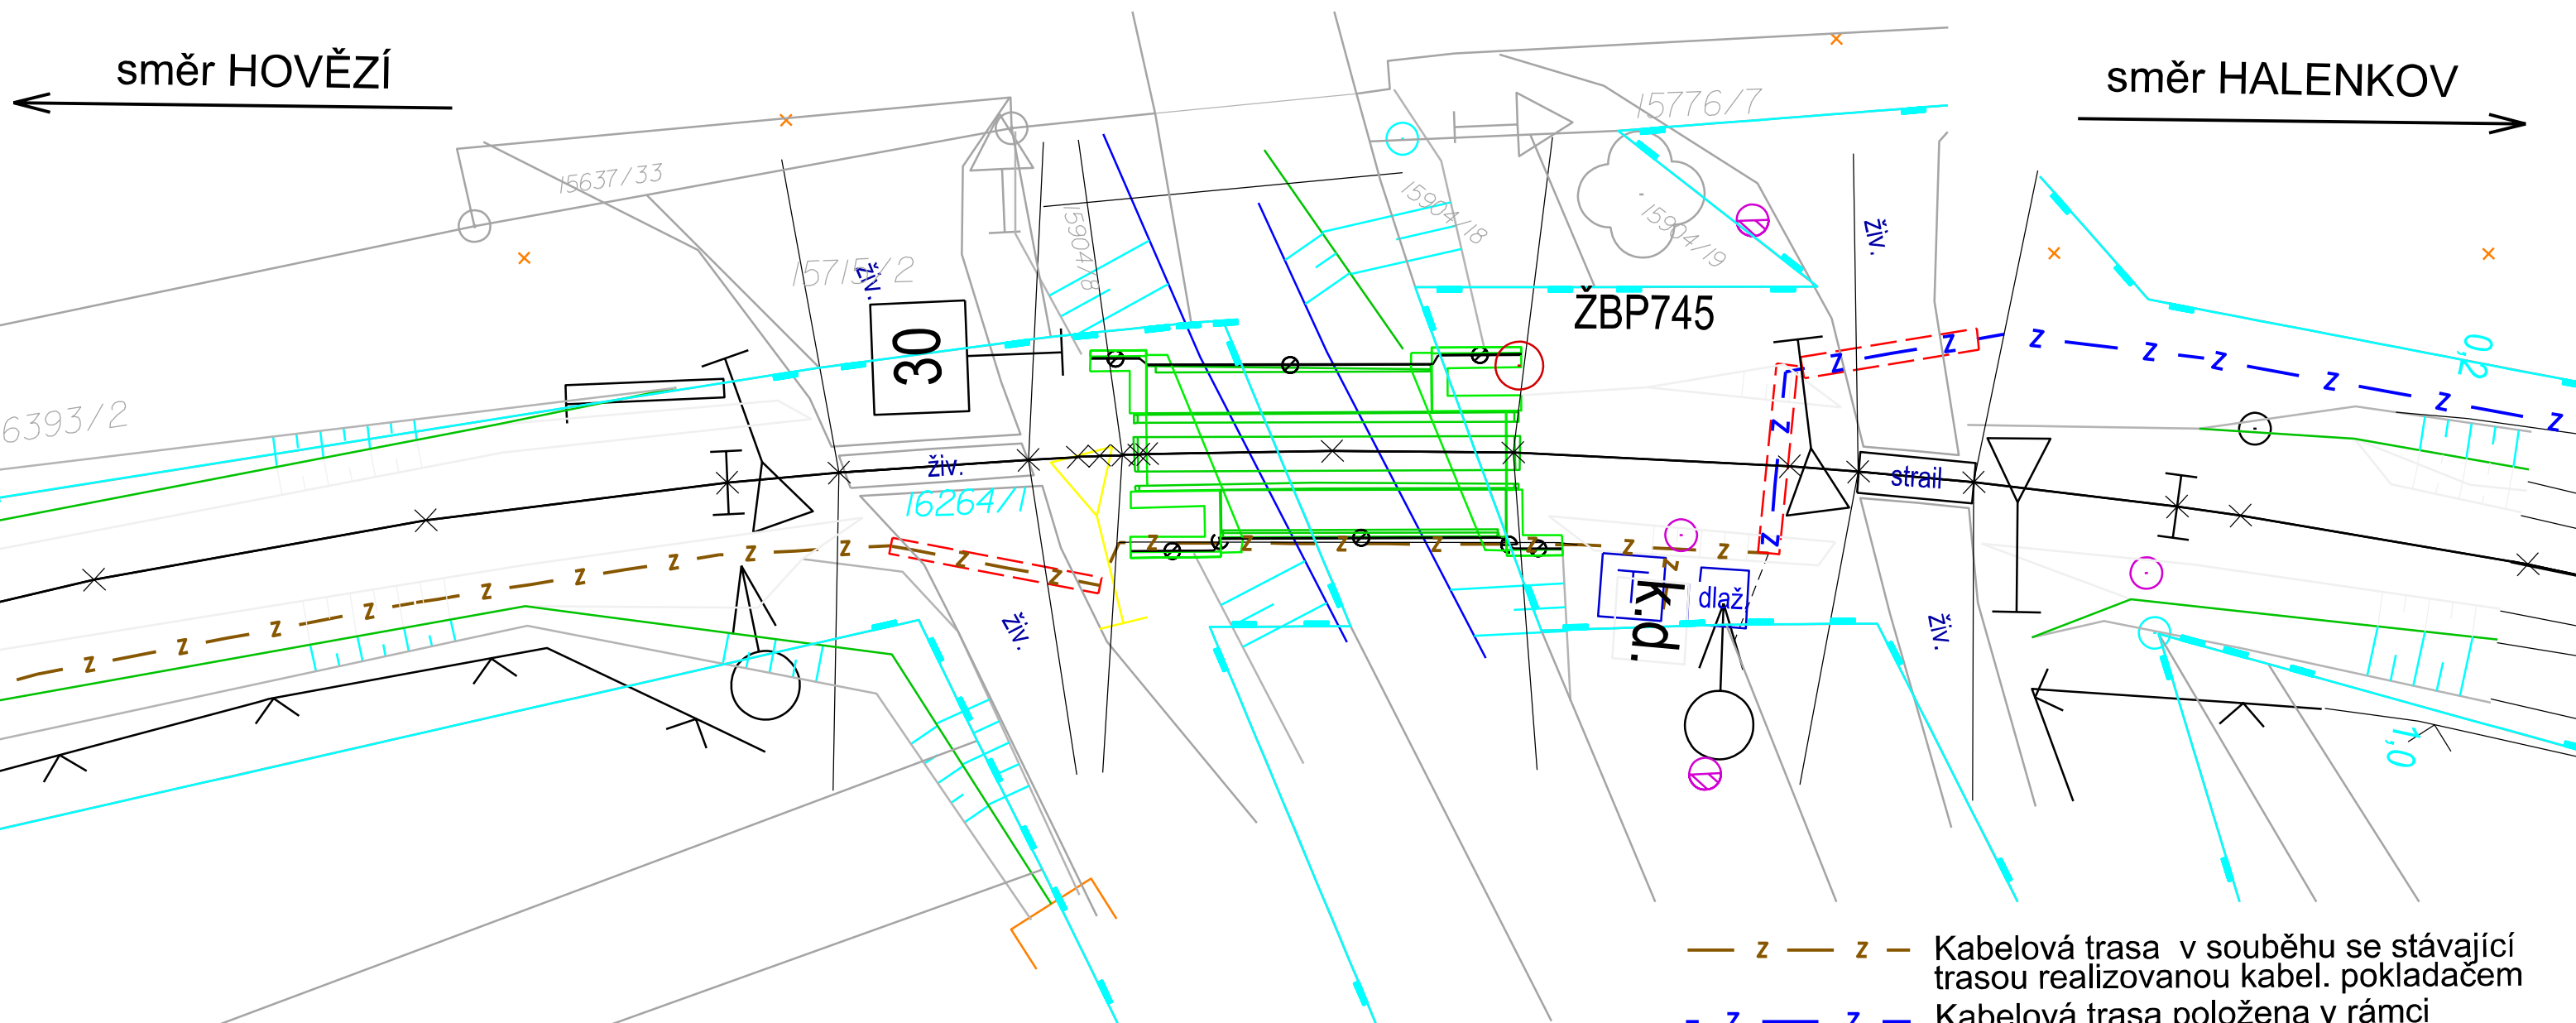 směr HOVĚZÍ
směr HALENKOV
15776/7
15637/33
15904/18
15904/19
15904/8
živ.
15715/2
živ.
ŽBP745
30
0,2
6393/2
živ.
strail
16264/1
dlaž.
k.d.
živ.
živ.
1,0
z z Kabelová trasa v souběhu se stávající
trasou realizovanou kabel. pokladačem
z z Kabelová trasa položena v rámci